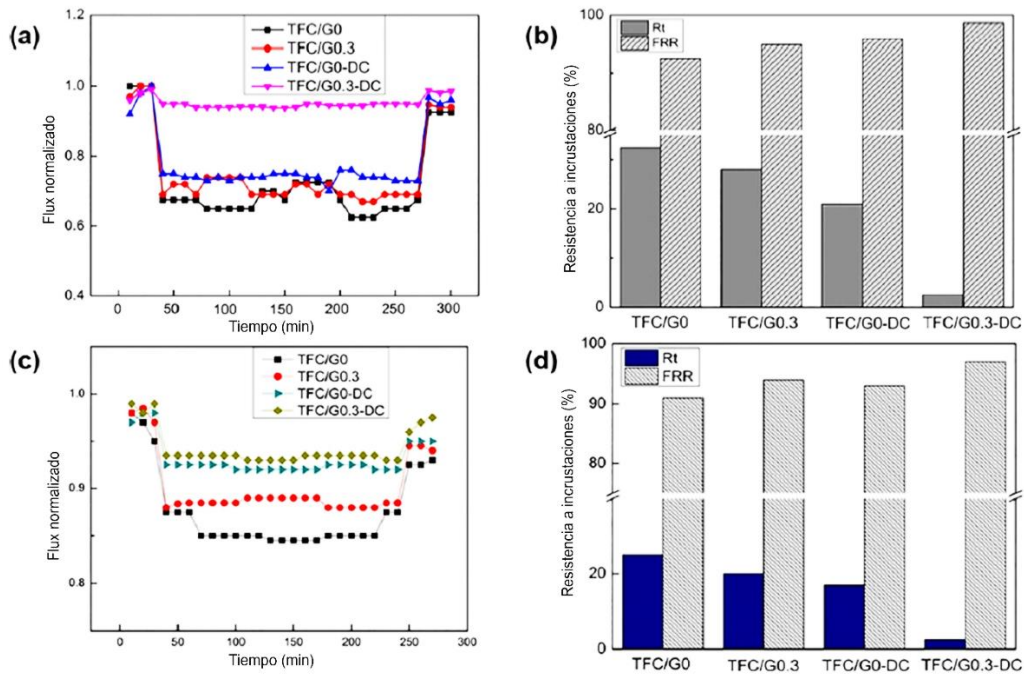 (a)
1.2
1.0
0.8
0.6
0.4
Flux normalizado
TFC/G0
TFC/G0.3
TFC/G0-DC
TFC/G0.3-DC
0
50
100
150
200
250
300
Tiempo (min)
(b)
100
80
20
0
Resistencia a incrustaciones (%)
Rt
FRR
TFC/G0
TFC/G0.3
TFC/G0-DC
TFC/G0.3-DC
(c)
1.0
0.9
0.8
Flux normalizado
TFC/G0
TFC/G0.3
TFC/G0-DC
TFC/G0.3-DC
0
50
100
150
200
250
300
Tiempo (min)
(d)
100
90
80
20
0
Resistencia a incrustaciones (%)
Rt
FRR
TFC/G0
TFC/G0.3
TFC/G0-DC
TFC/G0.3-DC